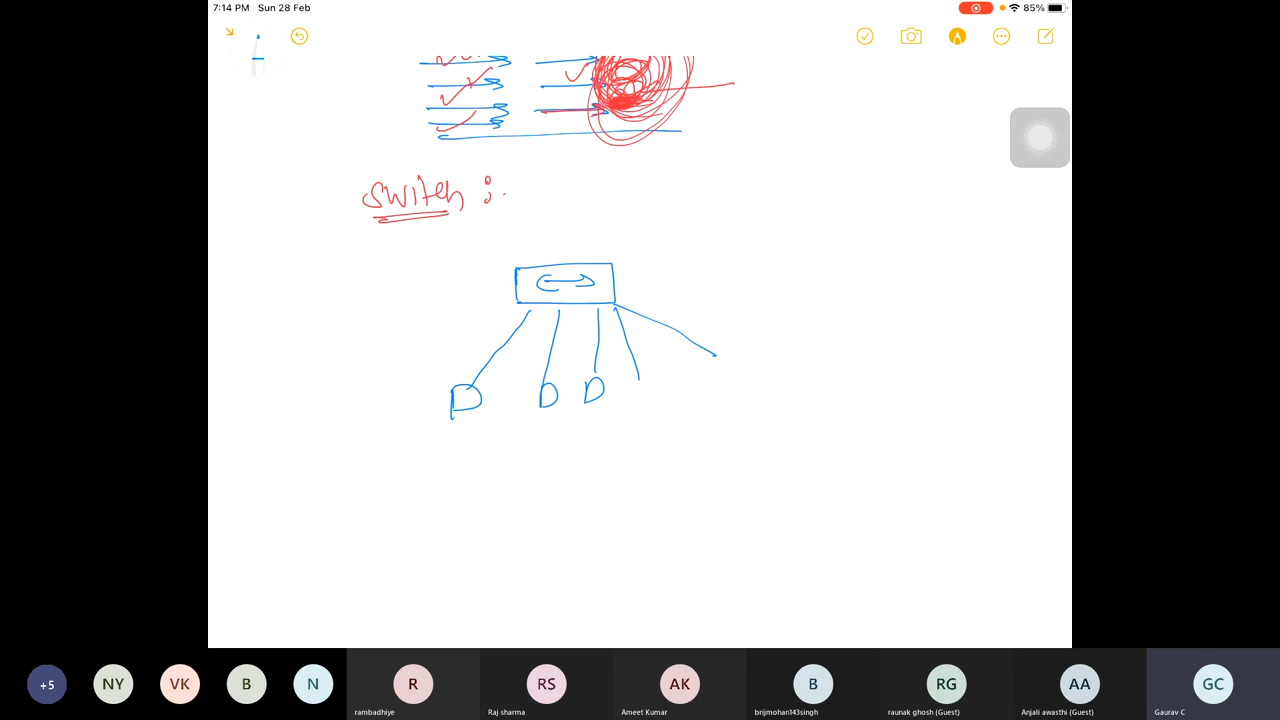 7:14 PM Sun 28 Feb
85%
switch :
D D D
+5 NY VK B N R RS AK B RG AA GC
rambadhiye Raj sharma Ameet Kumar brijmohan143singh raunak ghosh (Guest) Anjali awasthi (Guest) Gaurav C